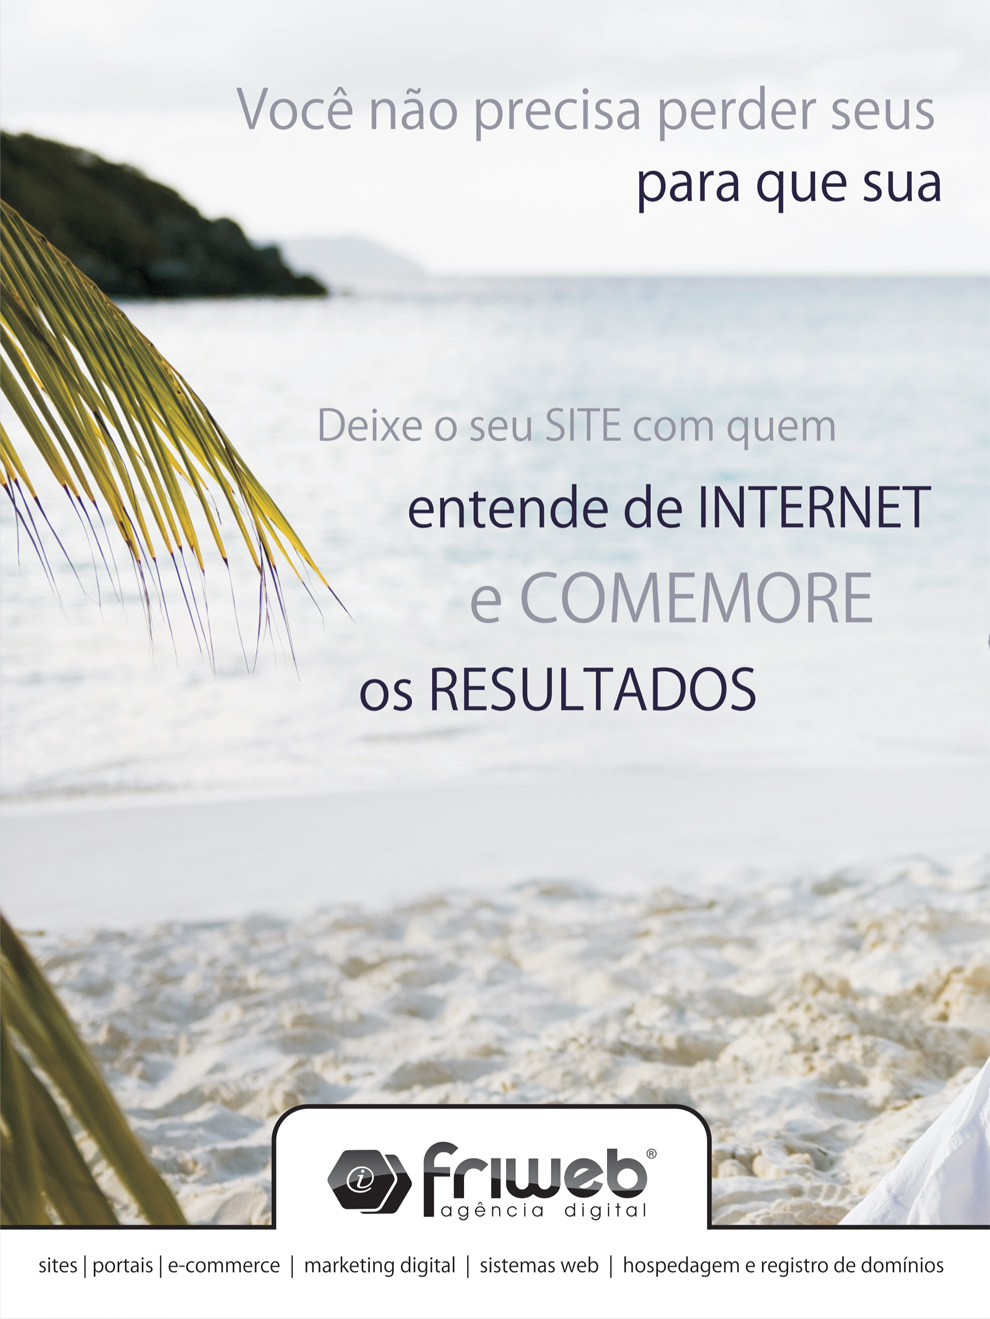 Você não precisa perder seus
para que sua
Deixe o seu SITE com quem
entende de INTERNET
e COMEMORE
os RESULTADOS
i friweb®
agência digital
sites | portais | e-commerce | marketing digital | sistemas web | hospedagem e registro de domínios